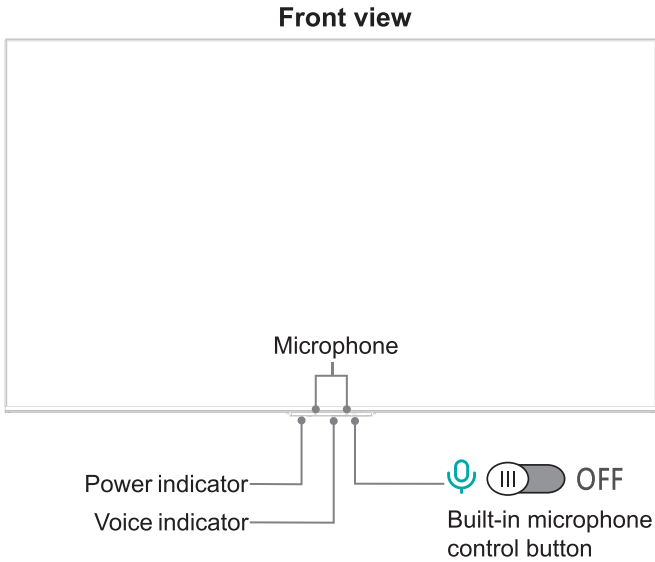 Front view
Microphone
Power indicator
Voice indicator
OFF
Built-in microphone
control button